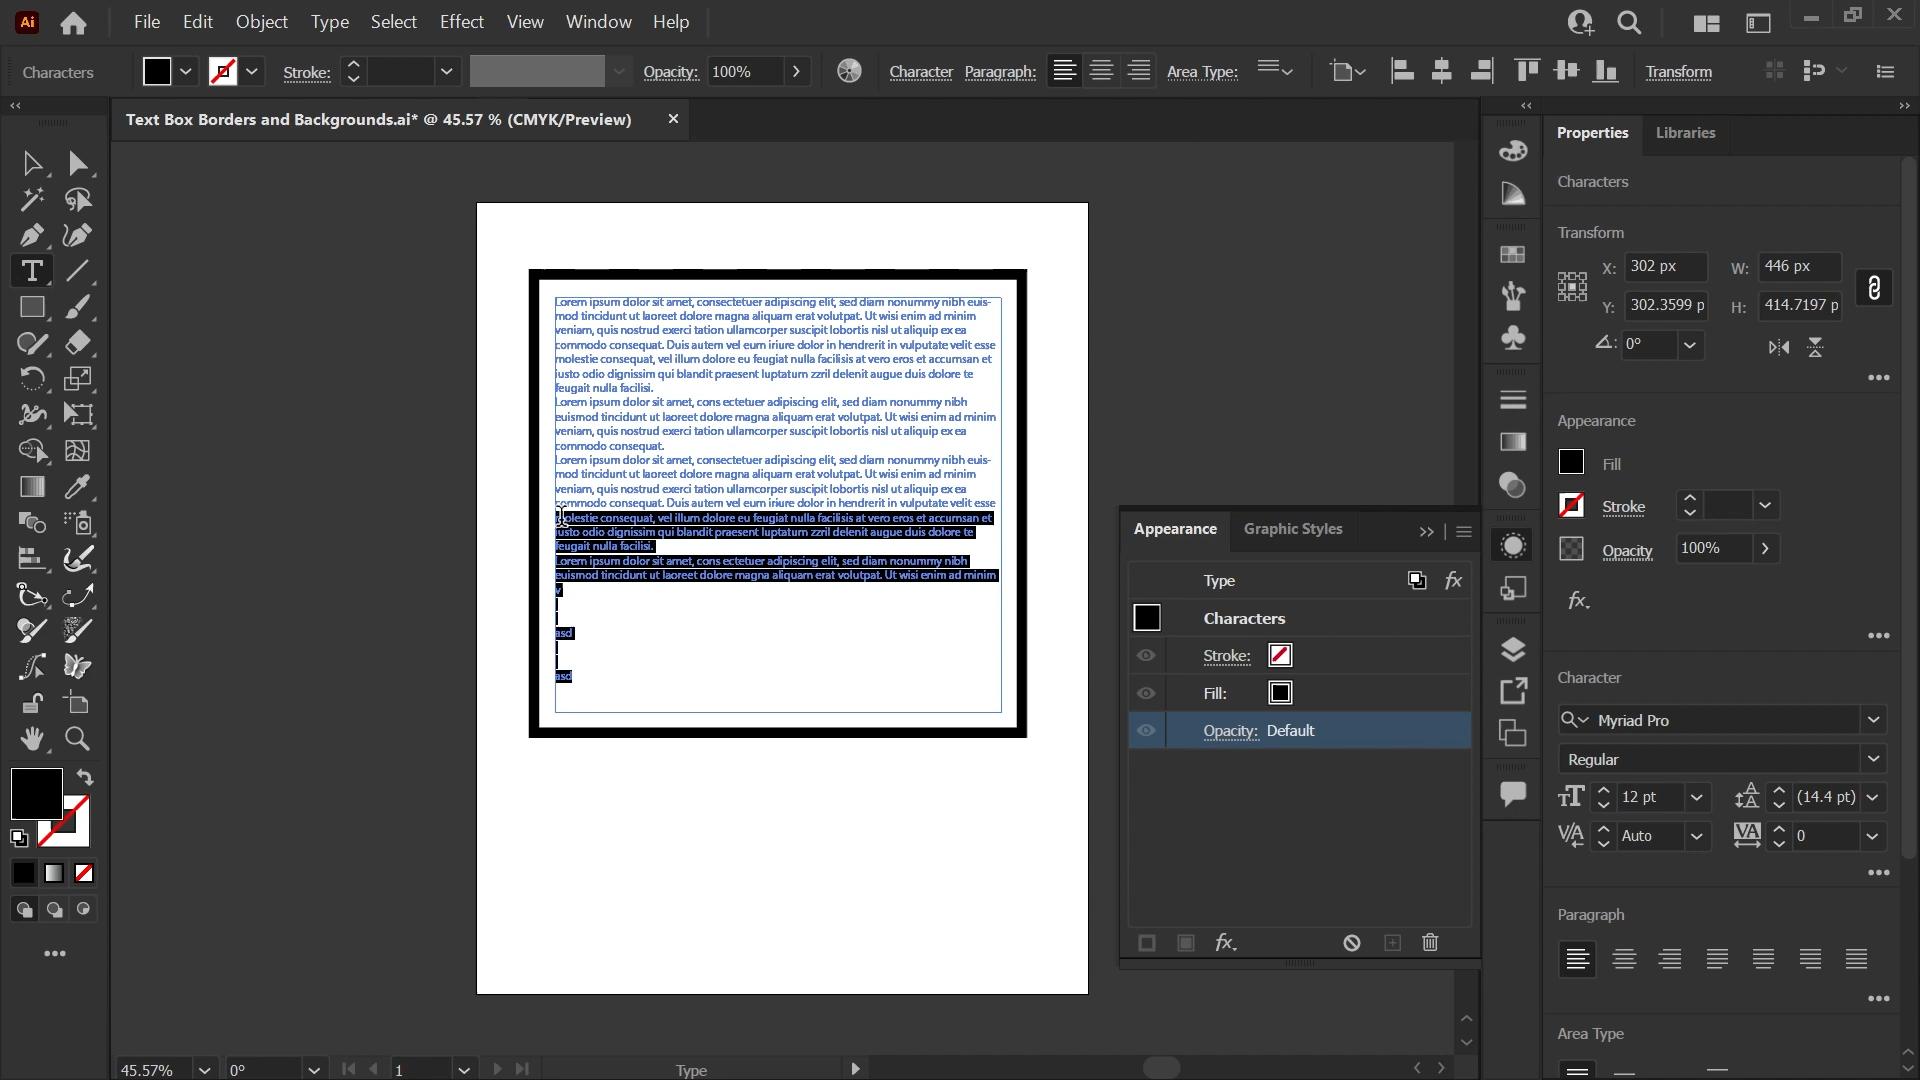 Ai File Edit Object Type Select Effect View Window Help
Characters Stroke: Opacity: 100% Character Paragraph: Area Type: Transform
Text Box Borders and Backgrounds.ai* @ 45.57 % (CMYK/Preview)
Lorem ipsum dolor sit amet, consectetuer adipiscing elit, sed diam nonummy nibh euis-
mod tincidunt ut laoreet dolore magna aliquam erat volutpat. Ut wisi enim ad minim
veniam, quis nostrud exerci tation ullamcorper suscipit lobortis nisl ut aliquip ex ea
commodo consequat. Duis autem vel eum iriure dolor in hendrerit in vulputate velit esse
molestie consequat, vel illum dolore eu feugiat nulla facilisis at vero eros et accumsan et
iusto odio dignissim qui blandit praesent luptatum zzril delenit augue duis dolore te
feugait nulla facilisi.
Lorem ipsum dolor sit amet, cons ectetuer adipiscing elit, sed diam nonummy nibh
euismod tincidunt ut laoreet dolore magna aliquam erat volutpat. Ut wisi enim ad minim
veniam, quis nostrud exerci tation ullamcorper suscipit lobortis nisl ut aliquip ex ea
commodo consequat.
Lorem ipsum dolor sit amet, consectetuer adipiscing elit, sed diam nonummy nibh euis-
mod tincidunt ut laoreet dolore magna aliquam erat volutpat. Ut wisi enim ad minim
veniam, quis nostrud exerci tation ullamcorper suscipit lobortis nisl ut aliquip ex ea
commodo consequat. Duis autem vel eum iriure dolor in hendrerit in vulputate velit esse
molestie consequat, vel illum dolore eu feugiat nulla facilisis at vero eros et accumsan et
iusto odio dignissim qui blandit praesent luptatum zzril delenit augue duis dolore te
feugait nulla facilisi.
Lorem ipsum dolor sit amet, cons ectetuer adipiscing elit, sed diam nonummy nibh
euismod tincidunt ut laoreet dolore magna aliquam erat volutpat. Ut wisi enim ad minim
v
asd
asd
Appearance Graphic Styles
Type fx
Characters
Stroke:
Fill:
Opacity: Default
fx
Properties Libraries
Characters
Transform
X: 302 px W: 446 px
Y: 302.3599 p H: 414.7197 p
0°
Appearance
Fill
Stroke
Opacity 100%
fx
Character
Myriad Pro
Regular
12 pt (14.4 pt)
Auto 0
Paragraph
Area Type
45.57% 0° 1 Type